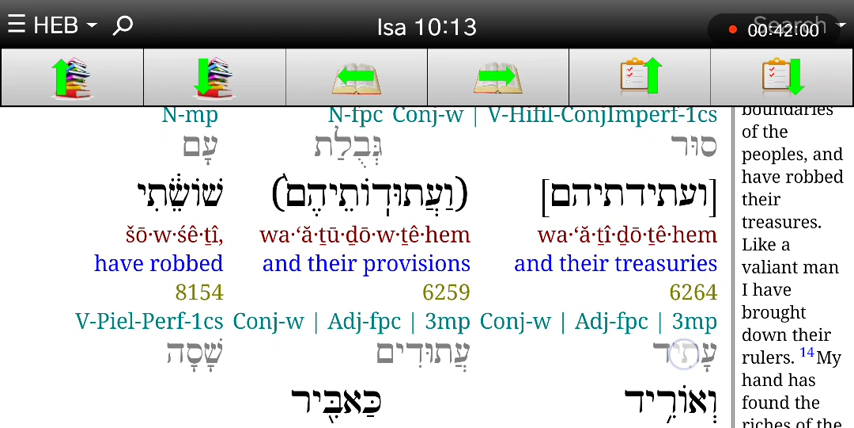 ☰ HEB
Isa 10:13
Search
00:42:00
N-mp N-fpc Conj-w | V-Hifil-ConjImperf-1cs
עָם גְּבֻלַת סוּר
[ועתידתיהם] (וַעֲתוּדֽוֹתֵיהֶם֙) שׁוֹשֵׂ֔תִי
šō·w·śê·ṯî, wa·‘ă·ṯū·ḏō·w·ṯê·hem wa·‘ă·ṯî·ḏō·ṯê·hem
have robbed and their provisions and their treasuries
8154 6259 6264
V-Piel-Perf-1cs Conj-w | Adj-fpc | 3mp Conj-w | Adj-fpc | 3mp
שָׁסָה עֲתוּדִים עָתִיד
וְאוֹרִ֥יד כַּאבִּ֖יר
boundaries
of the
peoples, and
have robbed
their
treasures.
Like a
valiant man
I have
brought
down their
rulers. 14 My
hand has
found the
riches of the